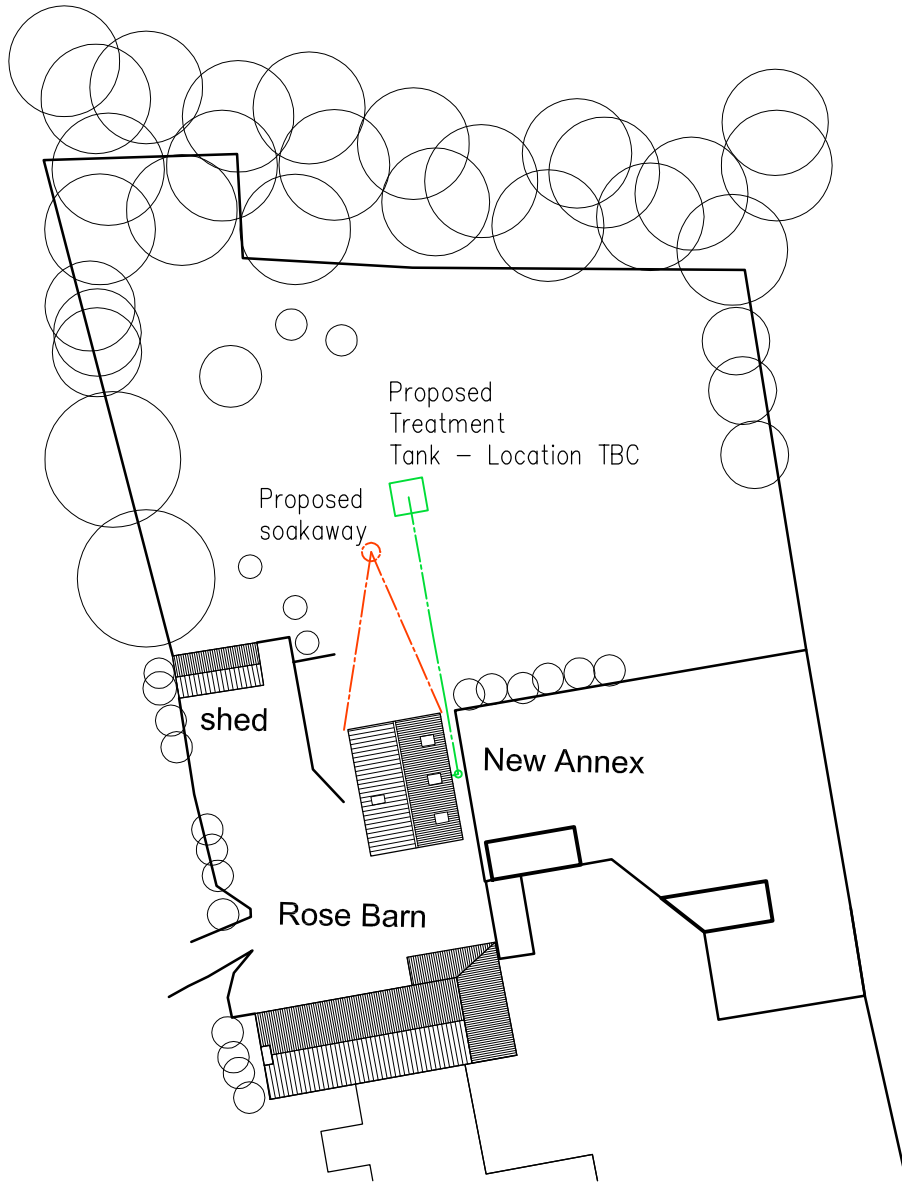 Proposed
Treatment
Tank – Location TBC
Proposed
soakaway
shed
New Annex
Rose Barn